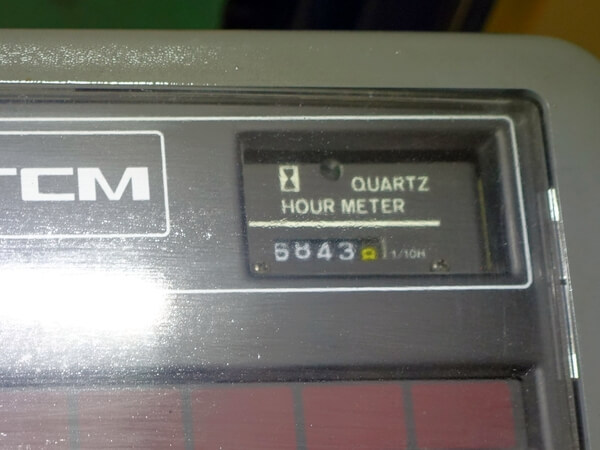 TCM
QUARTZ
HOUR METER
6843 1/10H